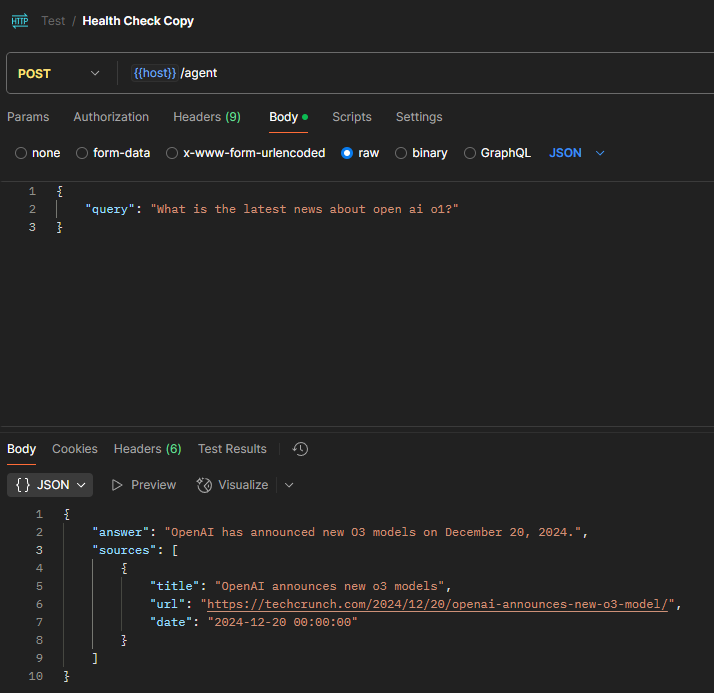 HTTP Test / Health Check Copy
POST {{host}} /agent
Params Authorization Headers (9) Body Scripts Settings
none form-data x-www-form-urlencoded raw binary GraphQL JSON
1 {
2 "query": "What is the latest news about open ai o1?"
3 }
Body Cookies Headers (6) Test Results
{} JSON Preview Visualize
1 {
2 "answer": "OpenAI has announced new O3 models on December 20, 2024.",
3 "sources": [
4 {
5 "title": "OpenAI announces new o3 models",
6 "url": "https://techcrunch.com/2024/12/20/openai-announces-new-o3-model/",
7 "date": "2024-12-20 00:00:00"
8 }
9 ]
10 }